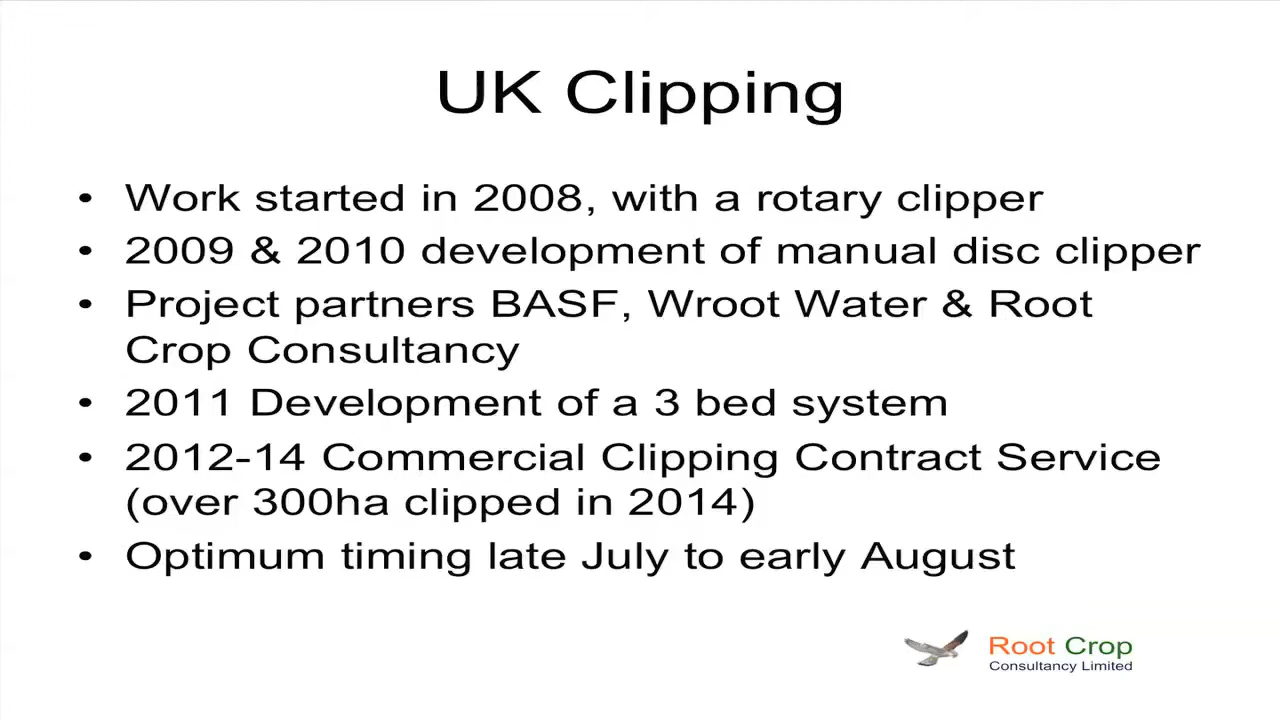 UK Clipping
• Work started in 2008, with a rotary clipper
• 2009 & 2010 development of manual disc clipper
• Project partners BASF, Wroot Water & Root
Crop Consultancy
• 2011 Development of a 3 bed system
• 2012-14 Commercial Clipping Contract Service
(over 300ha clipped in 2014)
• Optimum timing late July to early August
Root Crop
Consultancy Limited